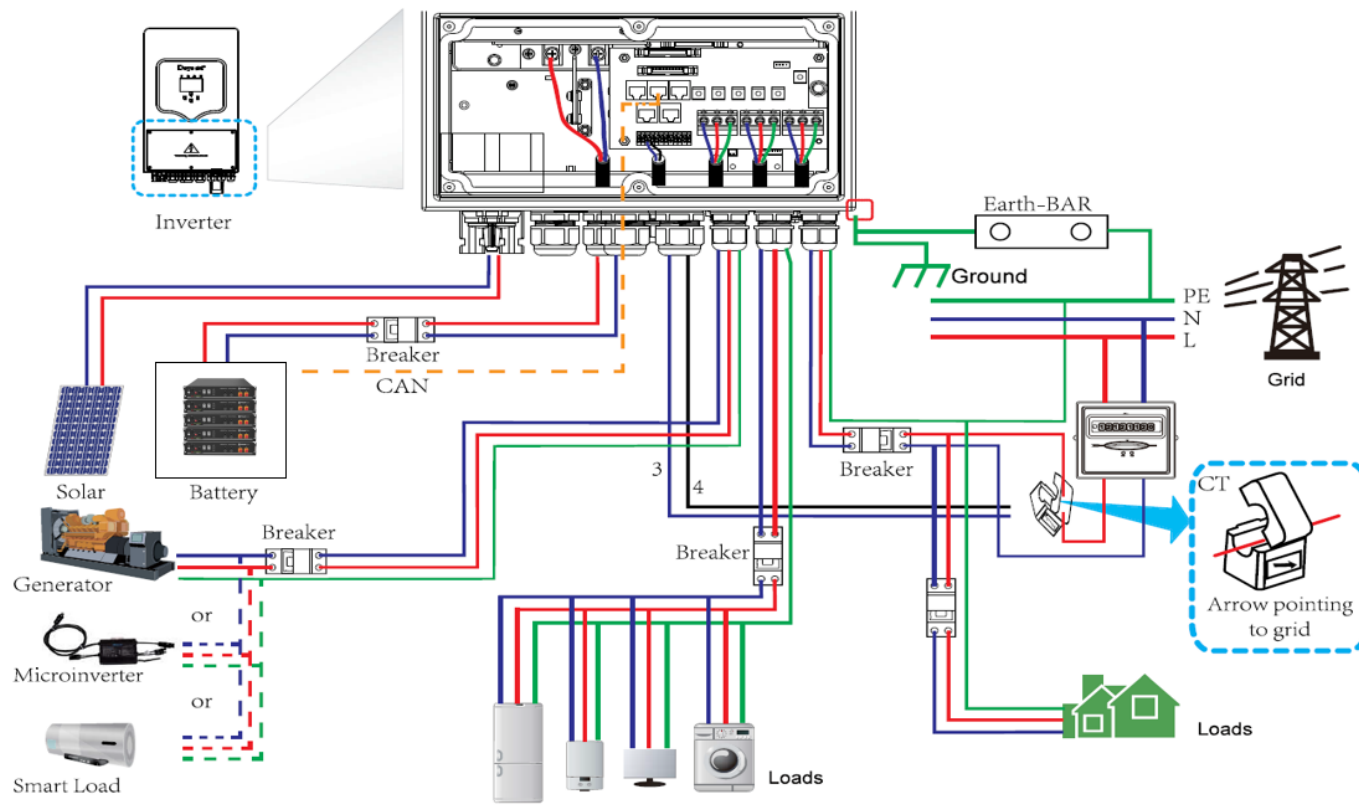 Inverter
Earth-BAR
Ground
PE
N
L
Grid
Breaker
CAN
Solar
Battery
3
4
Breaker
CT
Arrow pointing
to grid
Generator
Breaker
Breaker
or
Microinverter
or
Smart Load
Loads
Loads